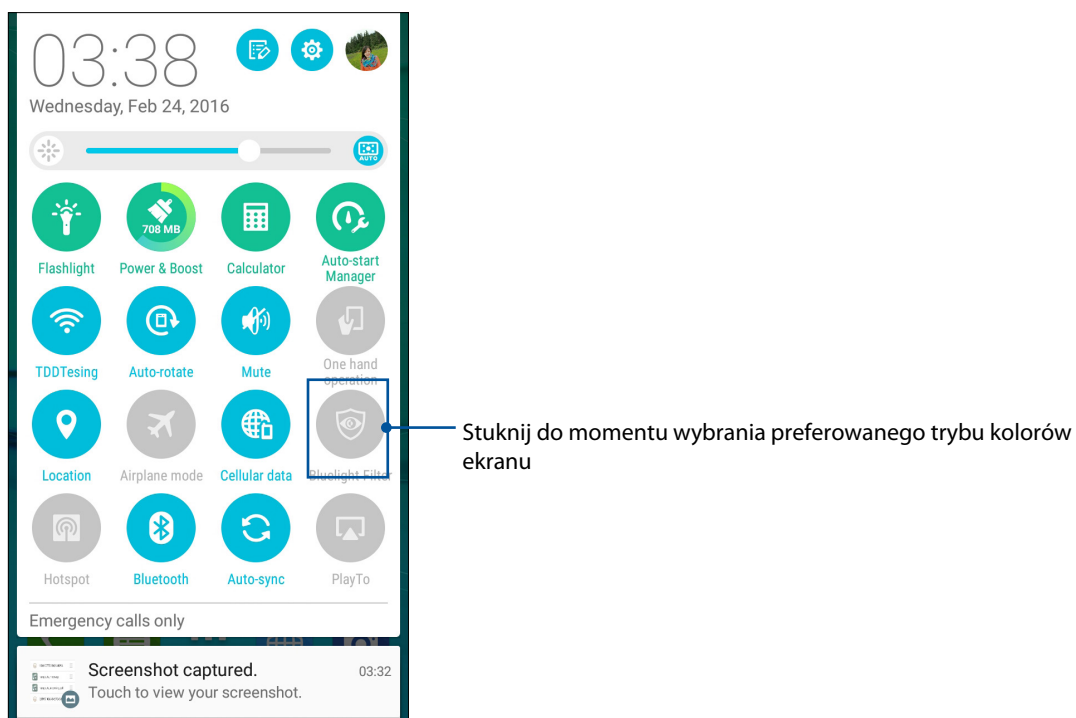 03:38
Wednesday, Feb 24, 2016
AUTO
708 MB
Flashlight Power & Boost Calculator Auto-start Manager
TDDTesing Auto-rotate Mute One hand operation
Location Airplane mode Cellular data Bluelight Filter
Stuknij do momentu wybrania preferowanego trybu kolorów
ekranu
Hotspot Bluetooth Auto-sync PlayTo
Emergency calls only
Screenshot captured. 03:32
Touch to view your screenshot.